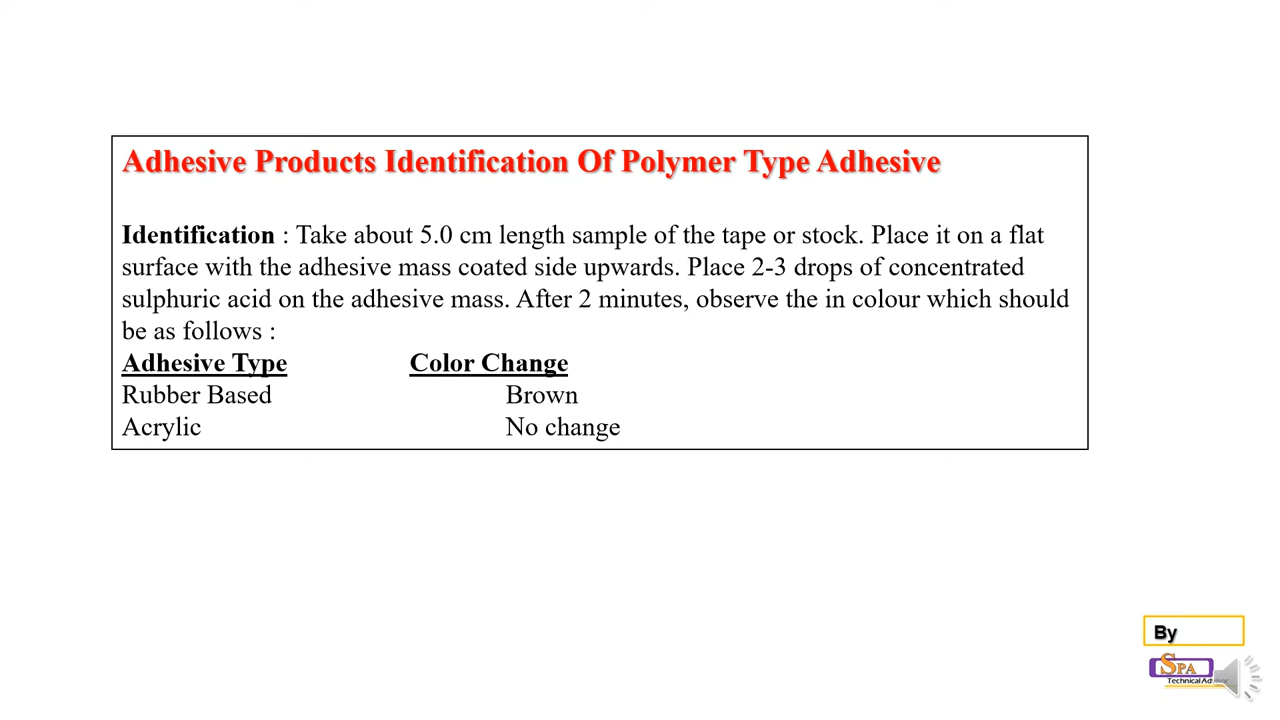 Adhesive Products Identification Of Polymer Type Adhesive
Identification : Take about 5.0 cm length sample of the tape or stock. Place it on a flat
surface with the adhesive mass coated side upwards. Place 2-3 drops of concentrated
sulphuric acid on the adhesive mass. After 2 minutes, observe the in colour which should
be as follows :
Adhesive Type Color Change
Rubber Based Brown
Acrylic No change
By
SPA
Technical